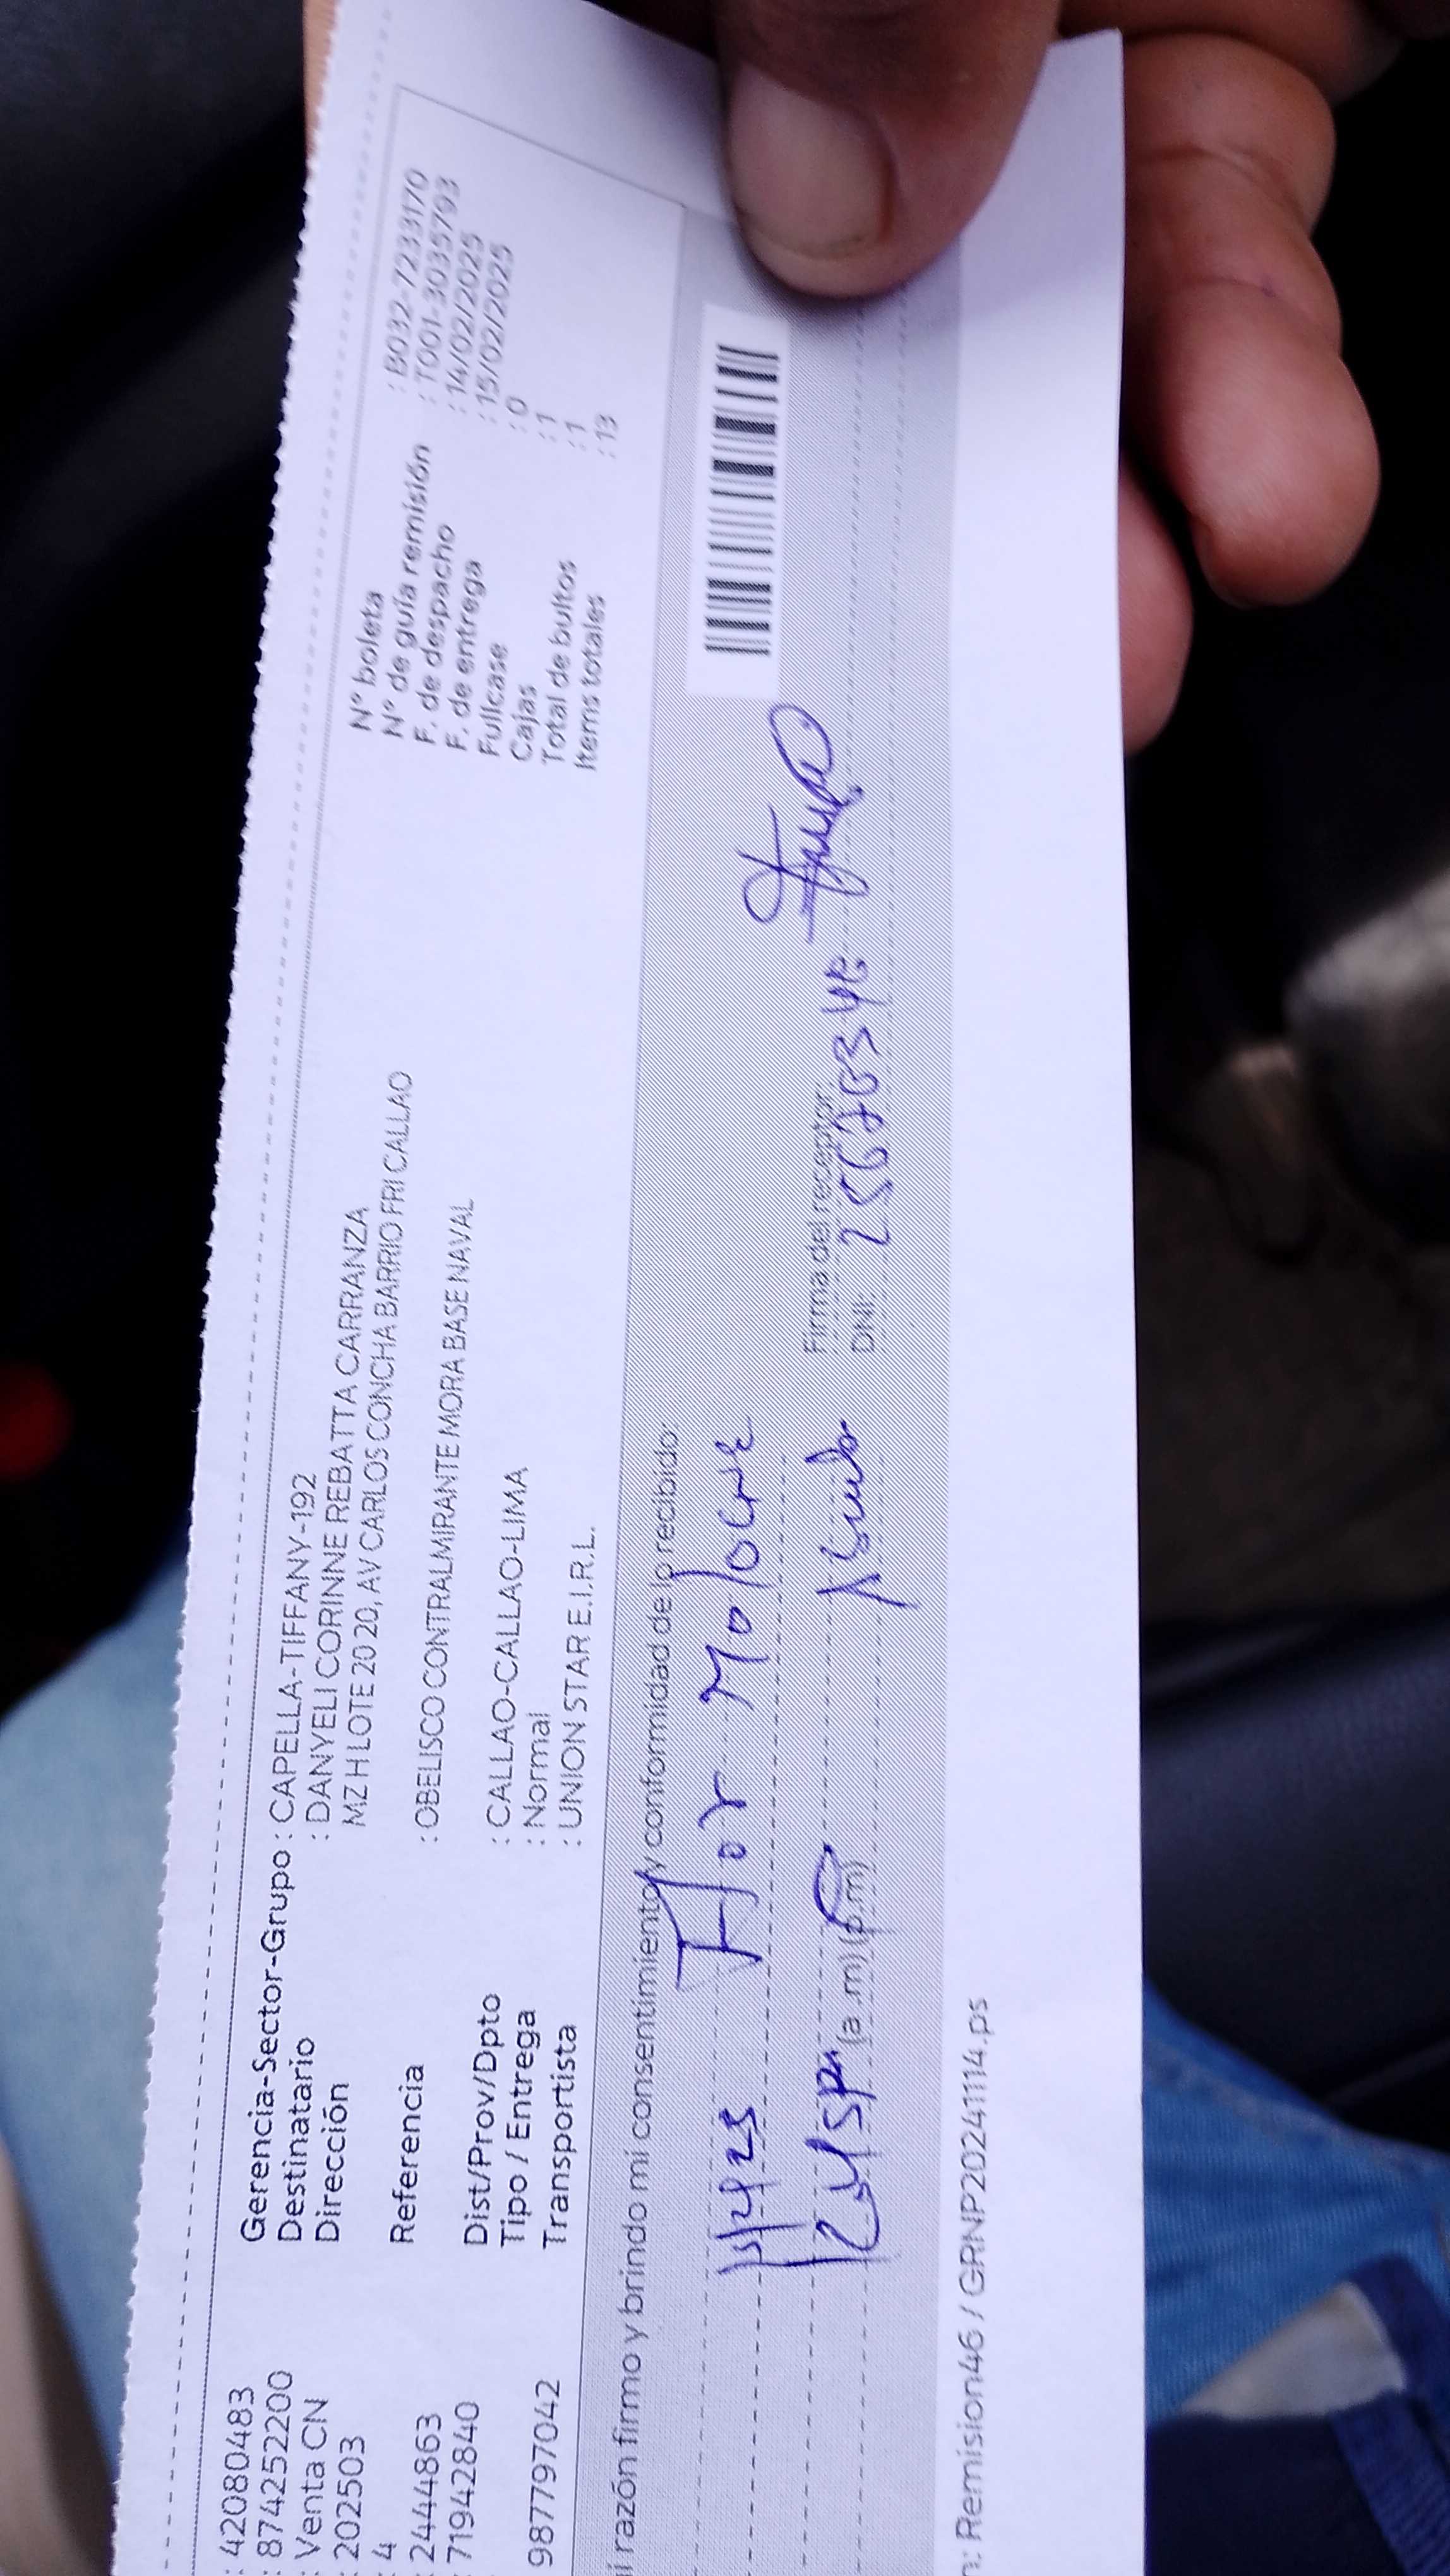 : 42080483
: 874252200
: Venta CN
: 202503
: 4
: 2444863
: 71942840
987797042
Gerencia-Sector-Grupo : CAPELLA-TIFFANY-192
Destinatario : DANYELI CORINNE REBATTA CARRANZA
Dirección MZ H LOTE 20 20, AV CARLOS CONCHA BARRIO FRI CALLAO
Referencia : OBELISCO CONTRALMIRANTE MORA BASE NAVAL
Dist/Prov/Dpto : CALLAO-CALLAO-LIMA
Tipo / Entrega : Normal
Transportista : UNION STAR E.I.R.L.
N° boleta : B032-7233170
N° de guía remisión : T001-3035793
F. de despacho : 14/02/2025
F. de entrega : 15/02/2025
Fullcase : 0
Cajas : 1
Total de bultos : 1
Items totales : 13
razón firmo y brindo mi consentimiento y conformidad de lo recibido:
Flor
(a.m)(p.m)
Firma del receptor:
DNI:
: Remision46 / GRNP20241114.ps